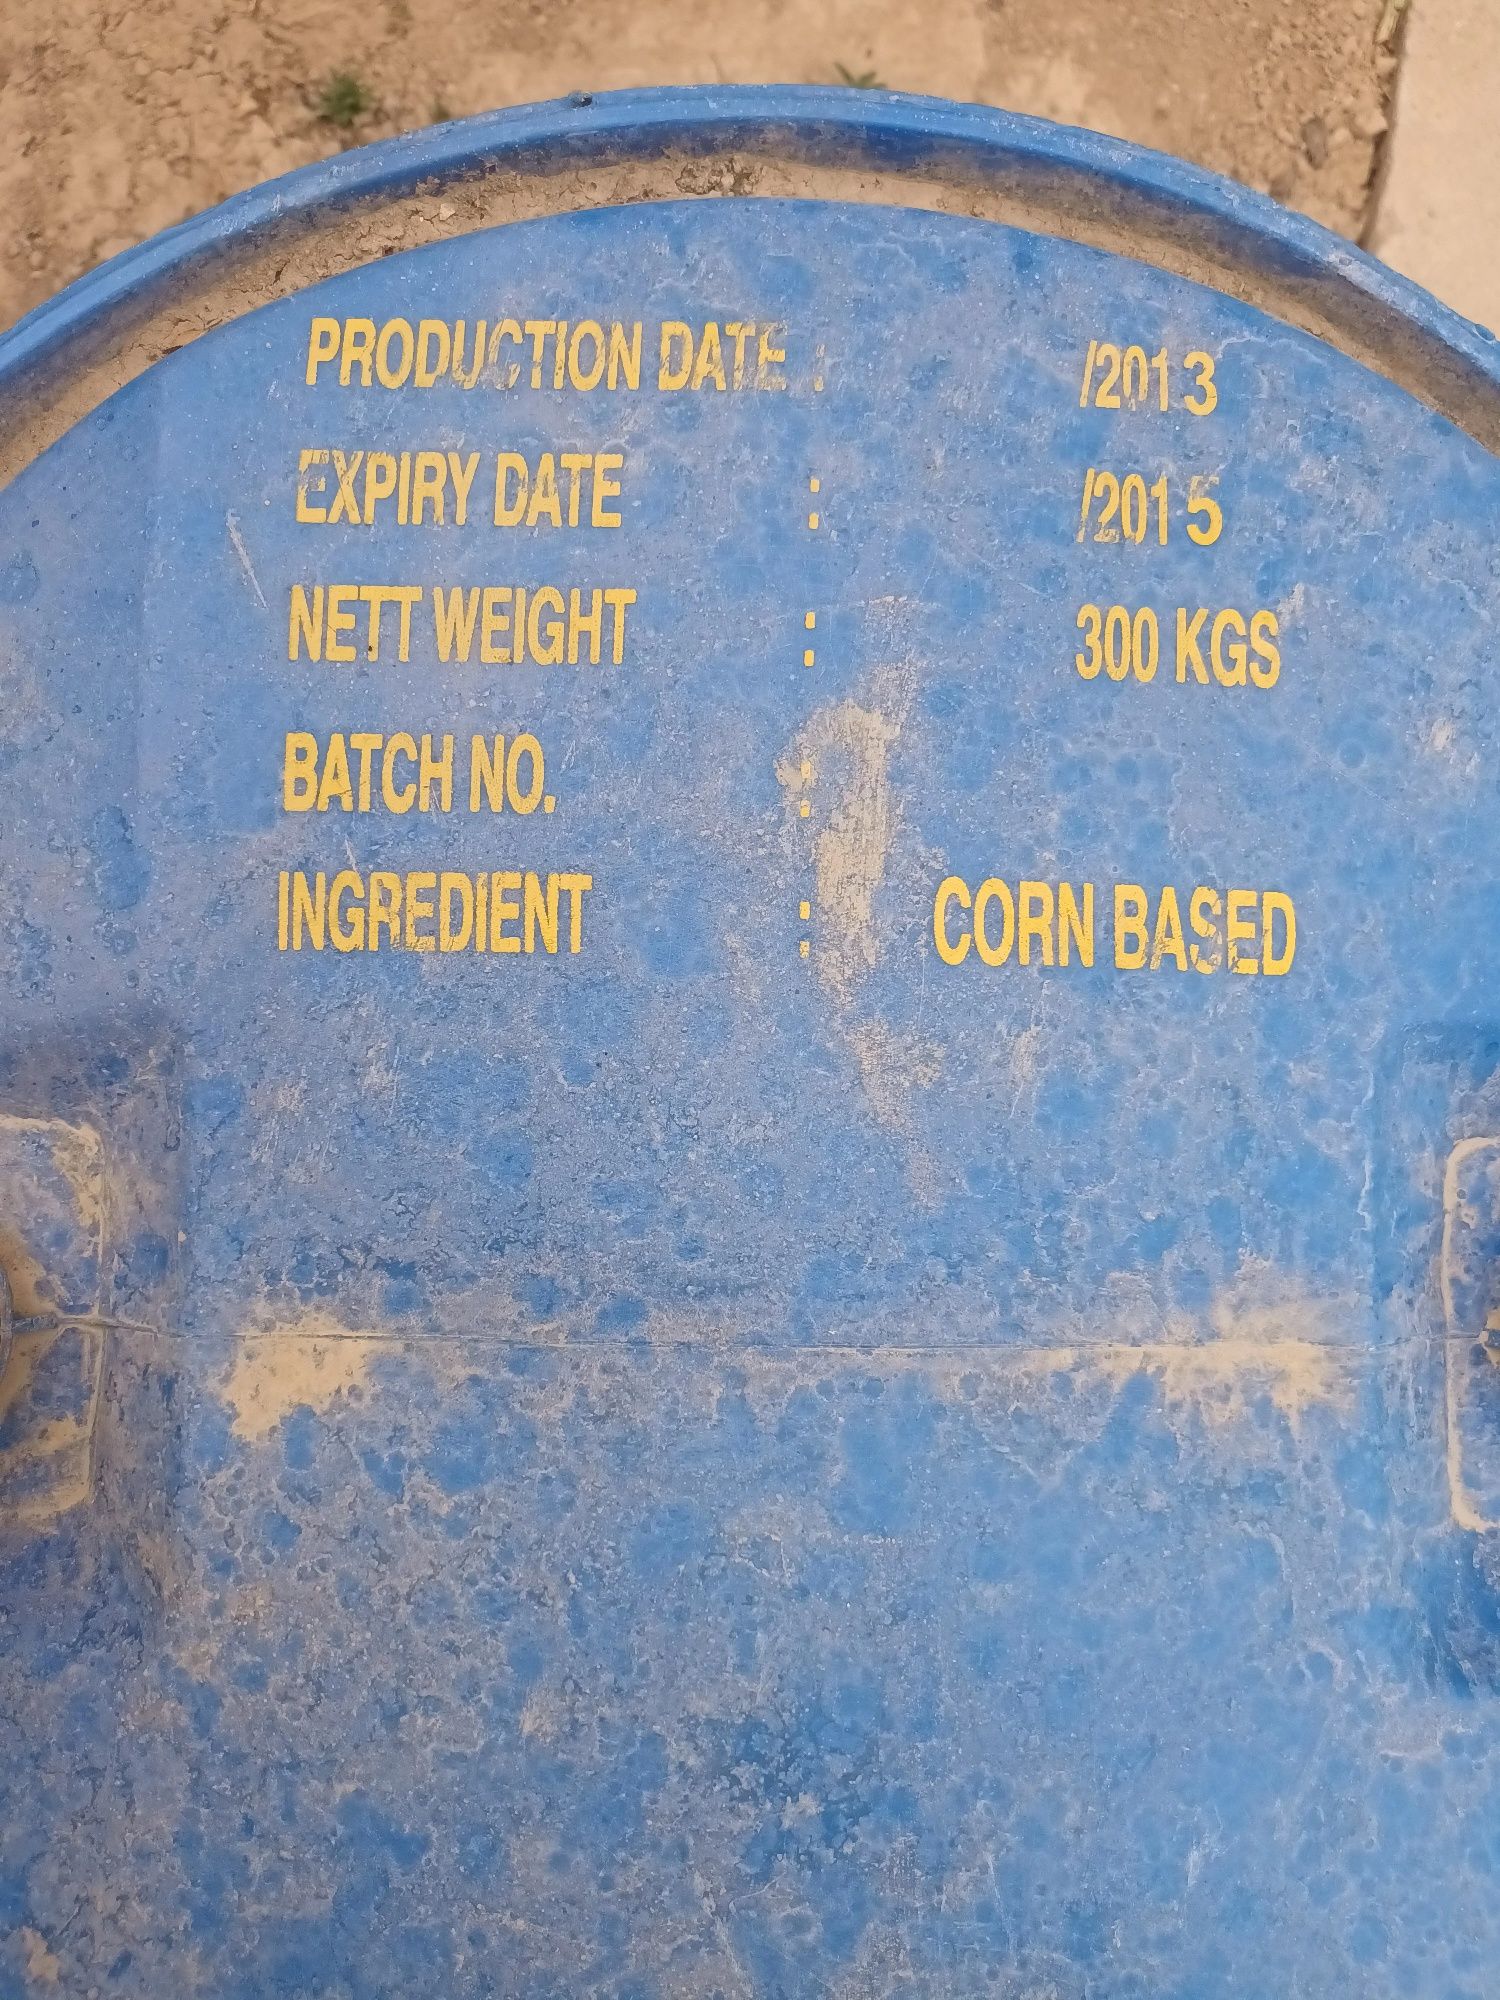 PRODUCTION DATE : /2013
EXPIRY DATE : /2015
NETT WEIGHT : 300 KGS
BATCH NO. :
INGREDIENT : CORN BASED